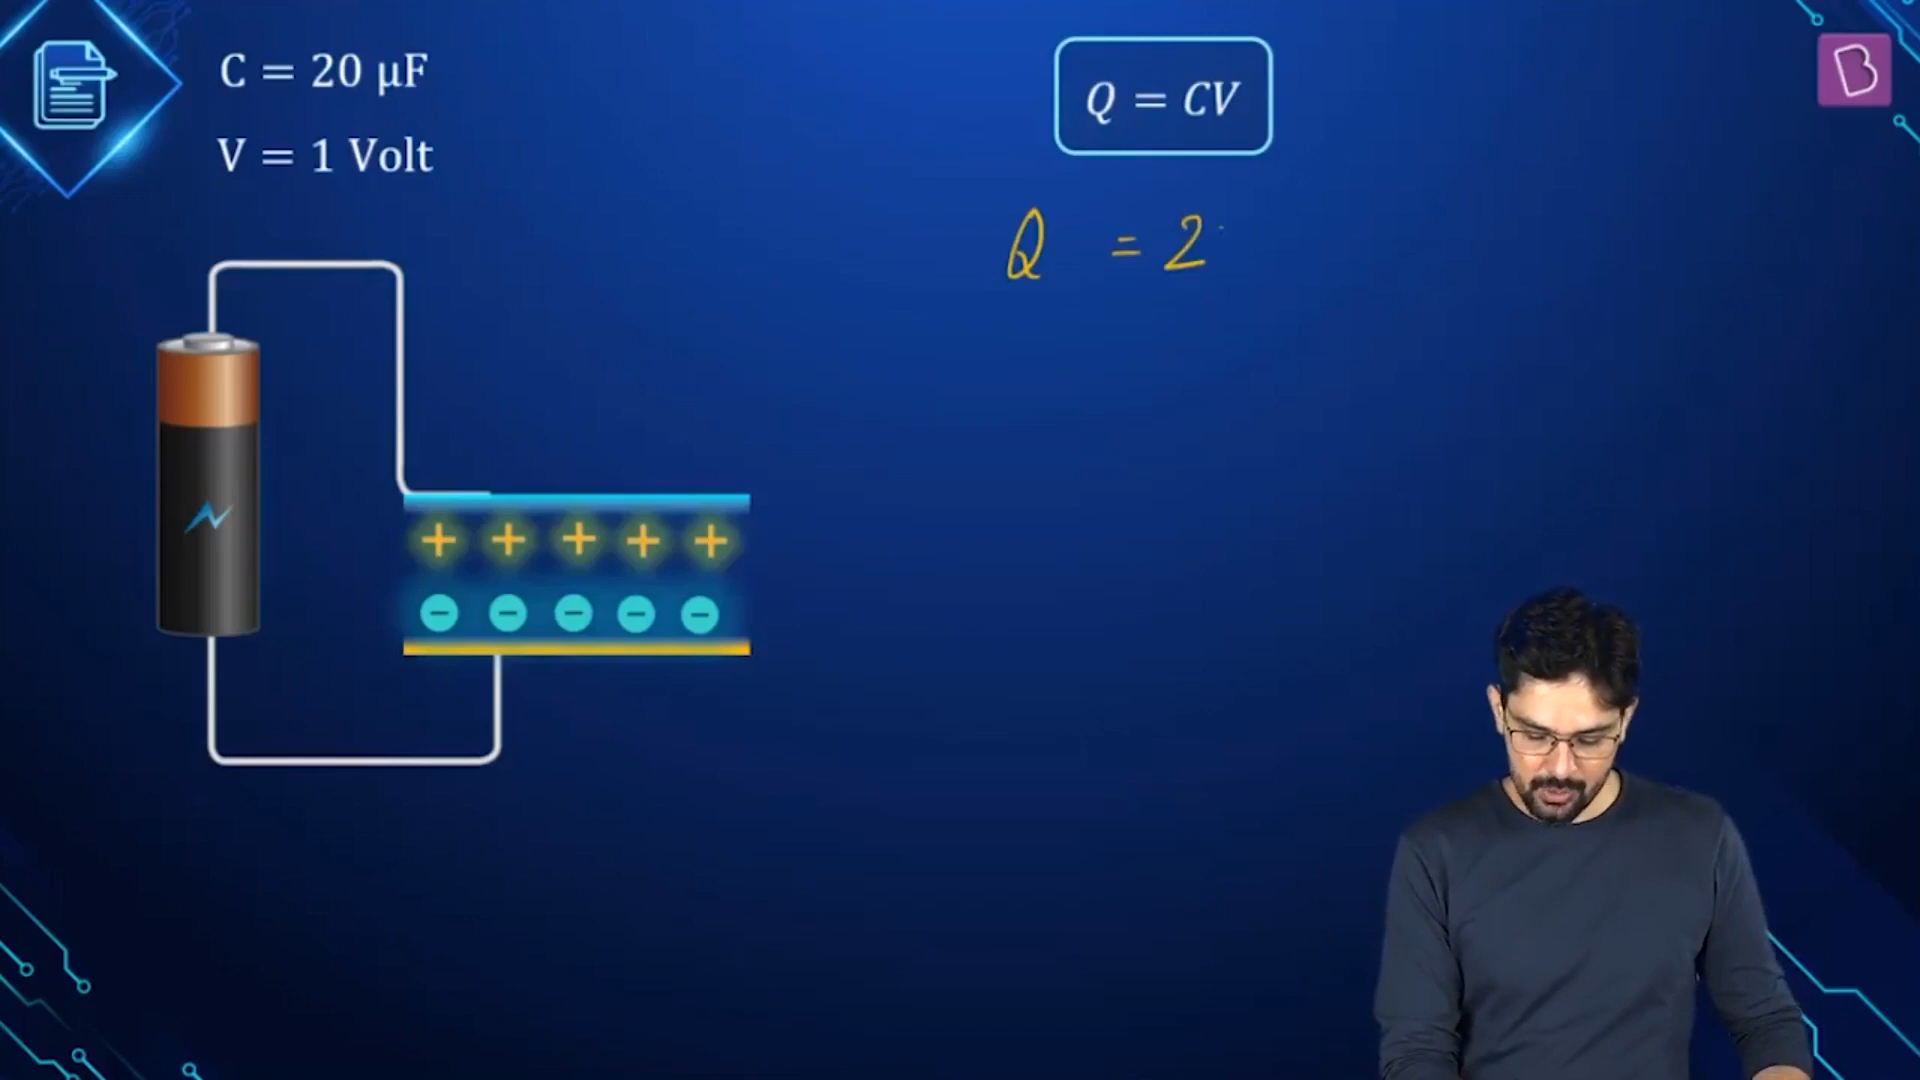 C = 20 μF
V = 1 Volt
Q = CV
Q = 2
B